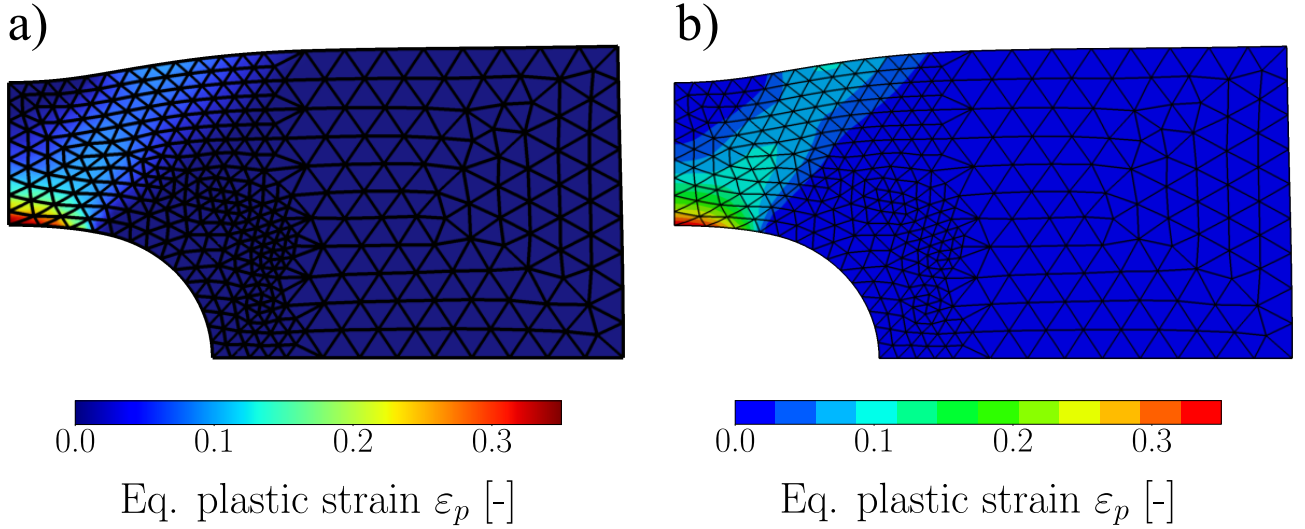 a) b)
0.0 0.1 0.2 0.3 0.0 0.1 0.2 0.3
Eq. plastic strain εₚ [-] Eq. plastic strain εₚ [-]